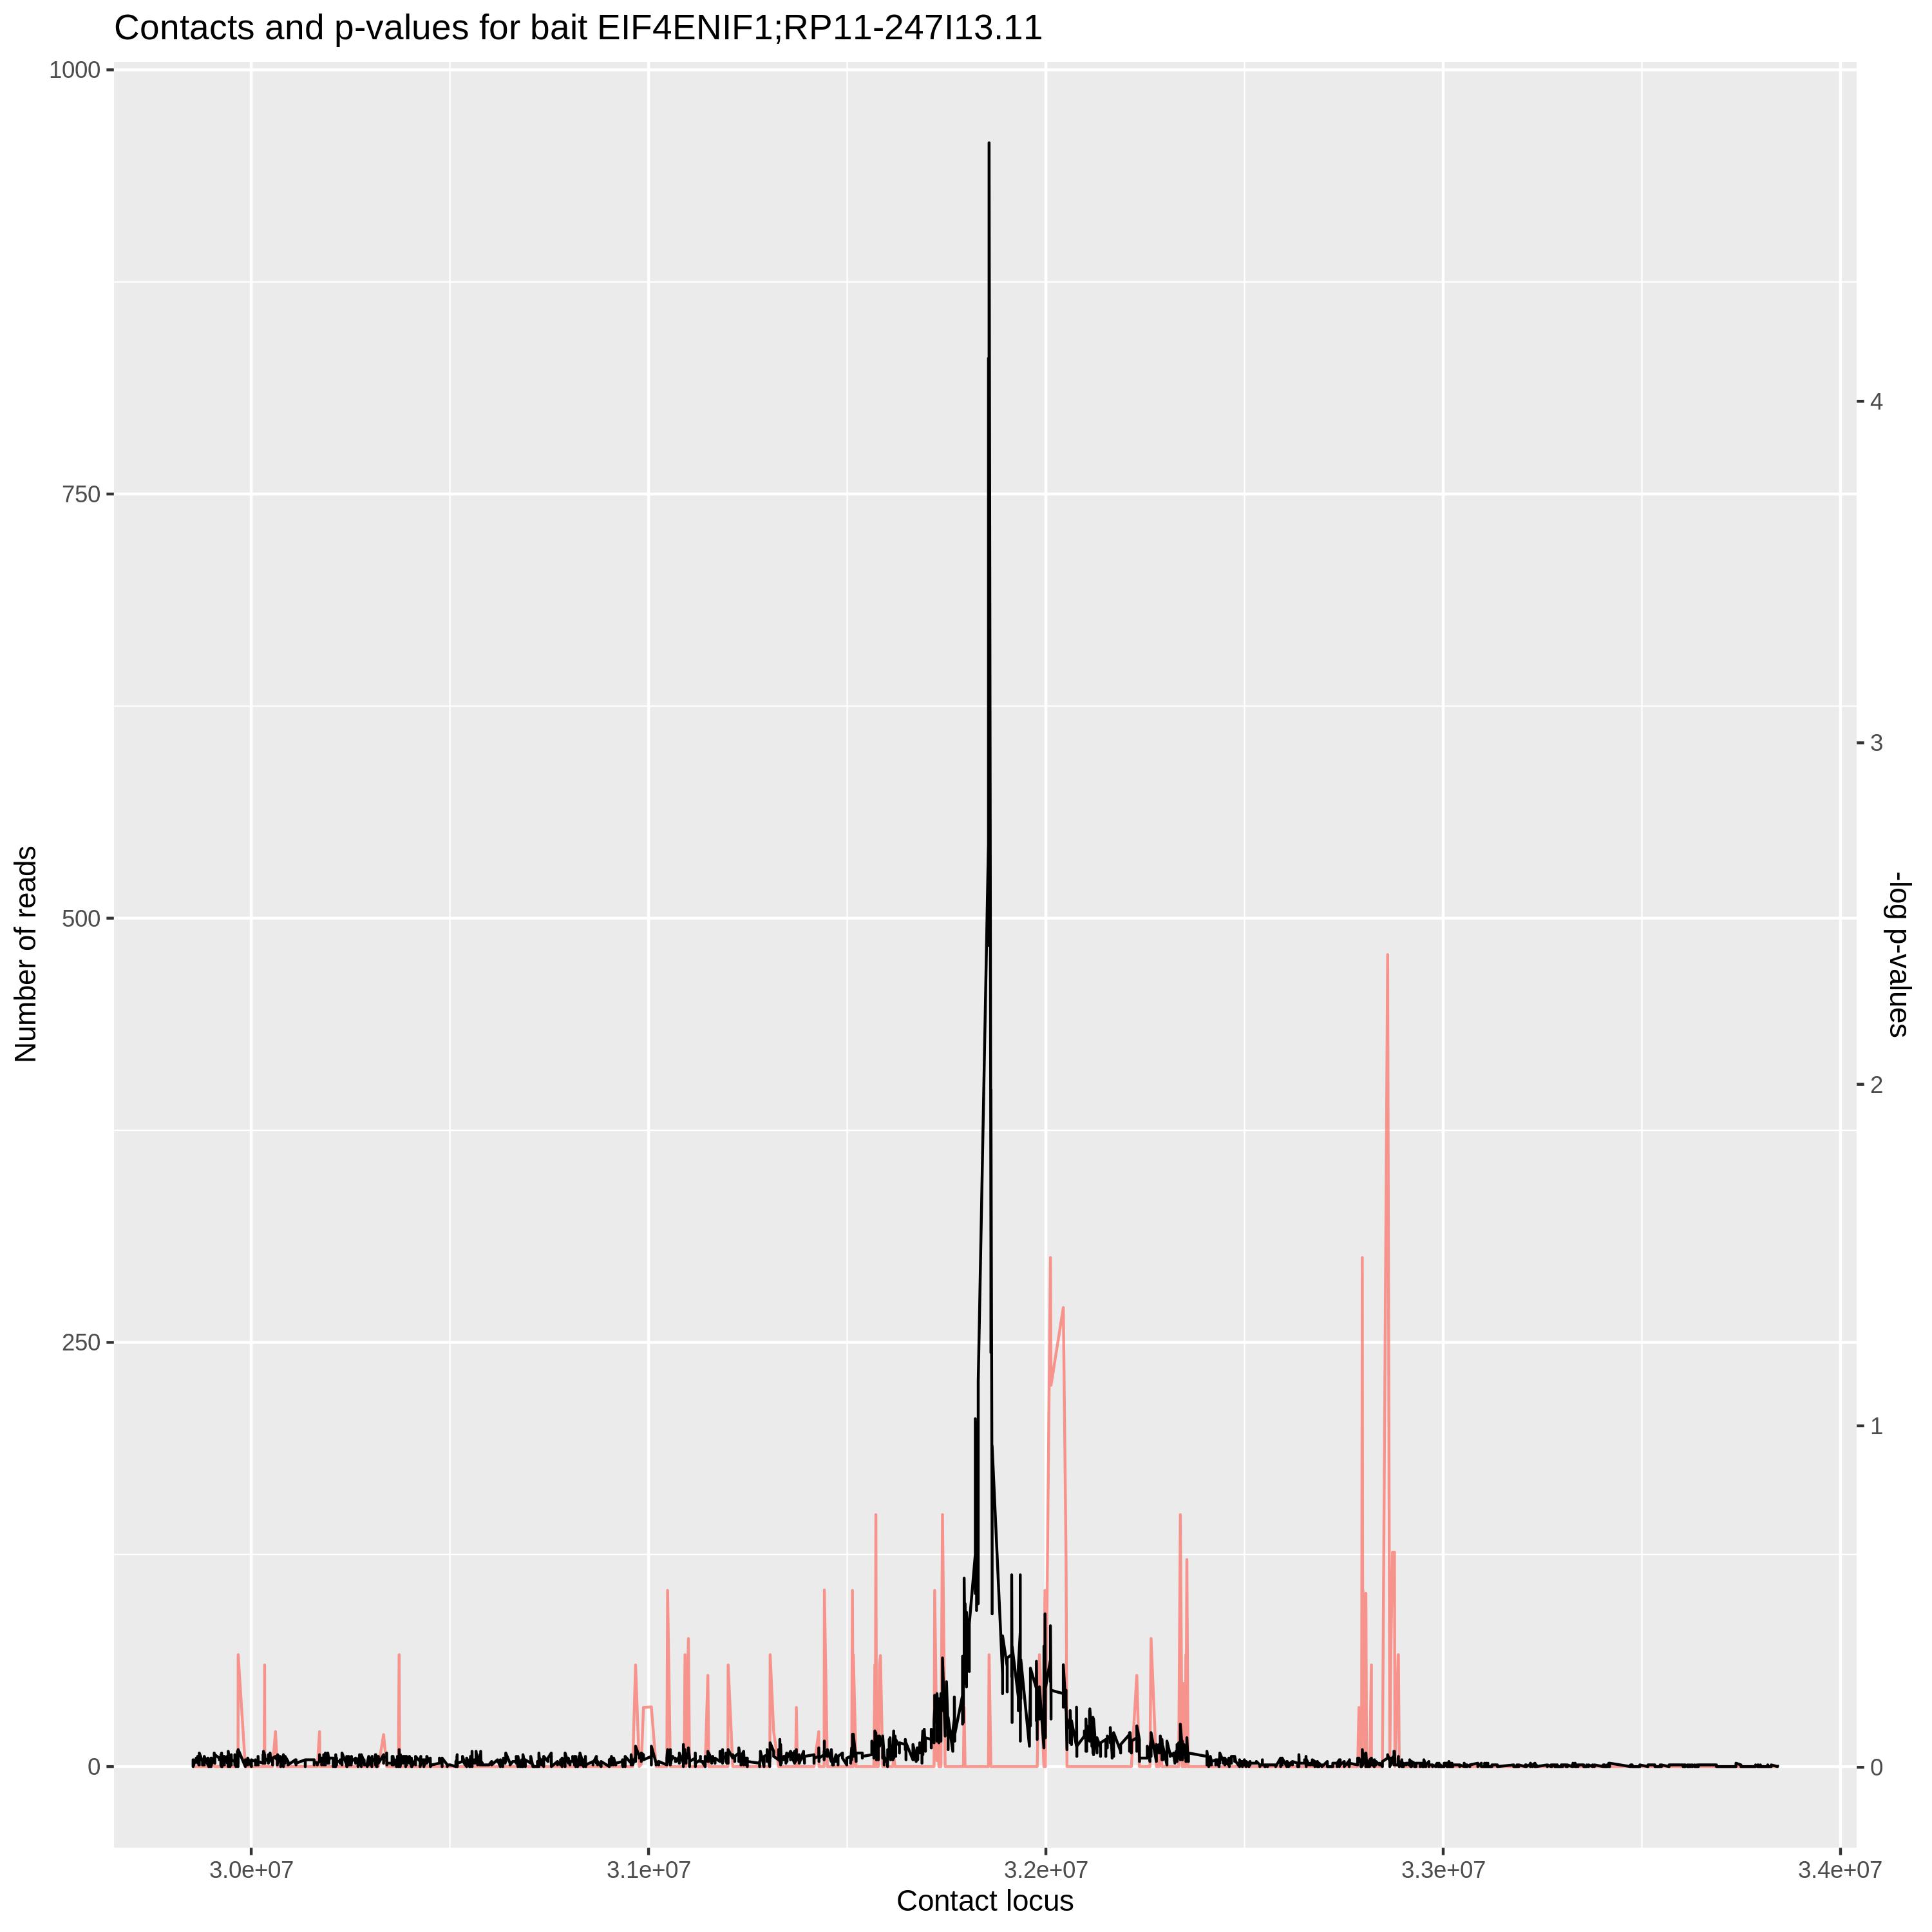 Contacts and p-values for bait EIF4ENIF1;RP11-247I13.11
1000
750
500
250
0
Number of reads
4
3
2
1
0
-log p-values
3.0e+07 3.1e+07 3.2e+07 3.3e+07 3.4e+07
Contact locus